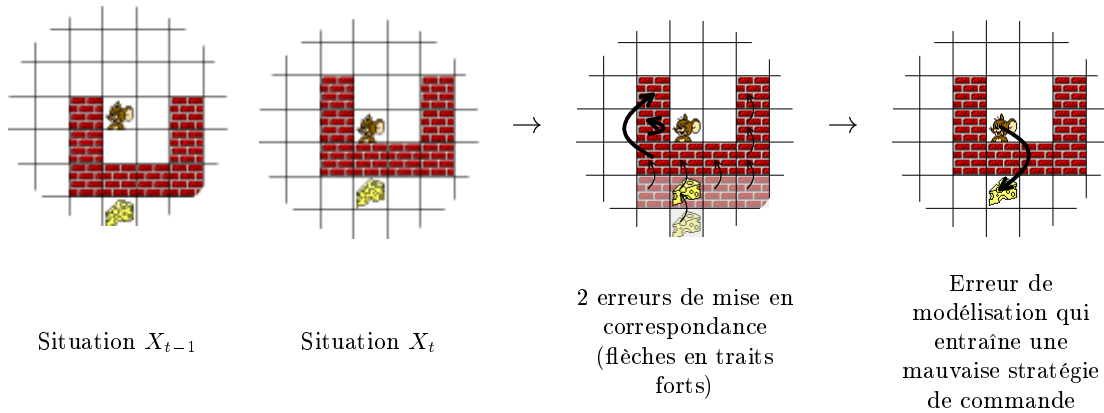 Situation X_{t−1}
Situation X_t
2 erreurs de mise en
correspondance
(flèches en traits
forts)
Erreur de
modélisation qui
entraîne une
mauvaise stratégie
de commande